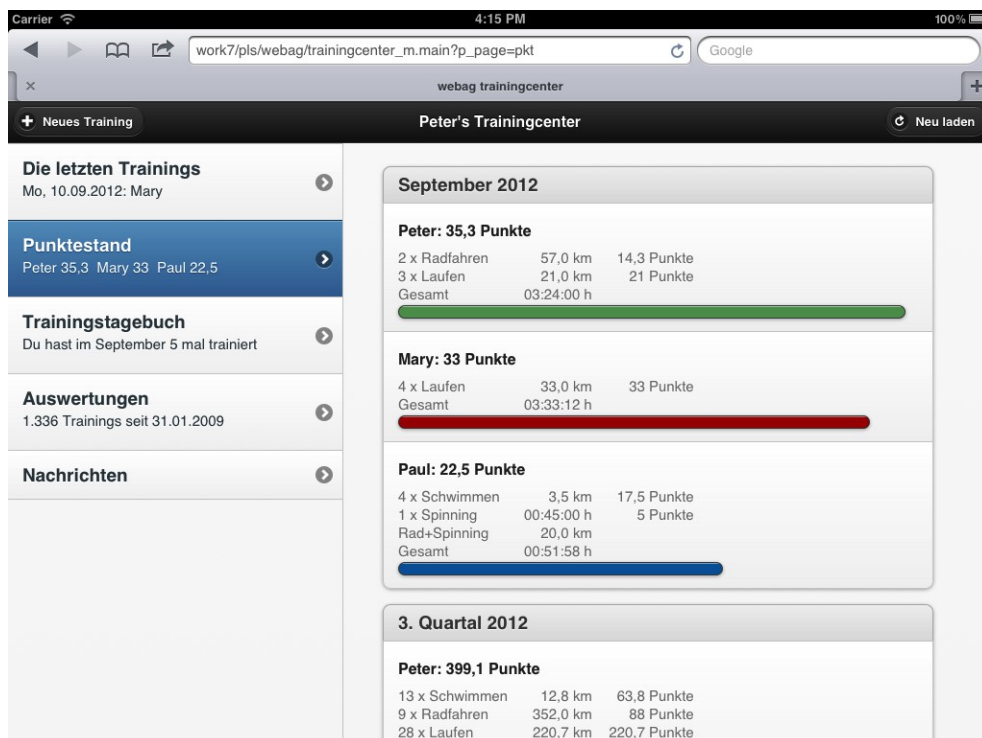 Carrier 4:15 PM 100%
work7/pls/webag/trainingcenter_m.main?p_page=pkt Google
webag trainingcenter
Neues Training Peter's Trainingcenter Neu laden
Die letzten Trainings
Mo, 10.09.2012: Mary
Punktestand
Peter 35,3 Mary 33 Paul 22,5
Trainingstagebuch
Du hast im September 5 mal trainiert
Auswertungen
1.336 Trainings seit 31.01.2009
Nachrichten
September 2012
Peter: 35,3 Punkte
2 x Radfahren 57,0 km 14,3 Punkte
3 x Laufen 21,0 km 21 Punkte
Gesamt 03:24:00 h
Mary: 33 Punkte
4 x Laufen 33,0 km 33 Punkte
Gesamt 03:33:12 h
Paul: 22,5 Punkte
4 x Schwimmen 3,5 km 17,5 Punkte
1 x Spinning 00:45:00 h 5 Punkte
Rad+Spinning 20,0 km
Gesamt 00:51:58 h
3. Quartal 2012
Peter: 399,1 Punkte
13 x Schwimmen 12,8 km 63,8 Punkte
9 x Radfahren 352,0 km 88 Punkte
28 x Laufen 220,7 km 220,7 Punkte